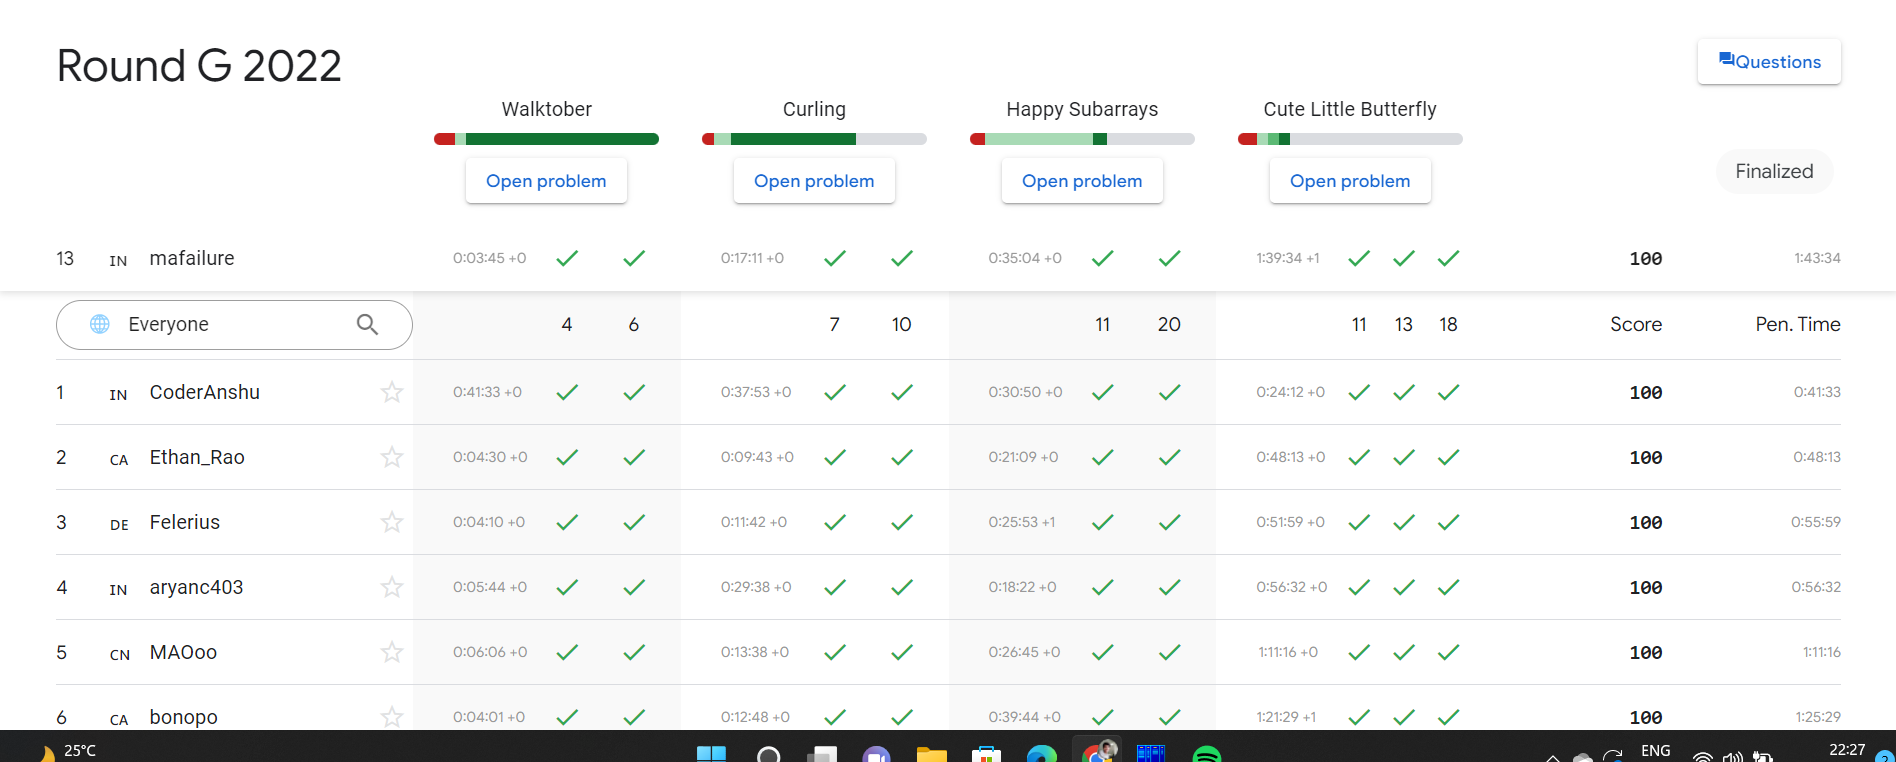 Round G 2022
Questions
Walktober Curling Happy Subarrays Cute Little Butterfly
Open problem Open problem Open problem Open problem
Finalized
13 IN mafailure 0:03:45 +0 0:17:11 +0 0:35:04 +0 1:39:34 +1 100 1:43:34
Everyone 4 6 7 10 11 20 11 13 18 Score Pen. Time
1 IN CoderAnshu 0:41:33 +0 0:37:53 +0 0:30:50 +0 0:24:12 +0 100 0:41:33
2 CA Ethan_Rao 0:04:30 +0 0:09:43 +0 0:21:09 +0 0:48:13 +0 100 0:48:13
3 DE Felerius 0:04:10 +0 0:11:42 +0 0:25:53 +1 0:51:59 +0 100 0:55:59
4 IN aryanc403 0:05:44 +0 0:29:38 +0 0:18:22 +0 0:56:32 +0 100 0:56:32
5 CN MAOoo 0:06:06 +0 0:13:38 +0 0:26:45 +0 1:11:16 +0 100 1:11:16
6 CA bonopo 0:04:01 +0 0:12:48 +0 0:39:44 +0 1:21:29 +1 100 1:25:29
25°C ENG 22:27